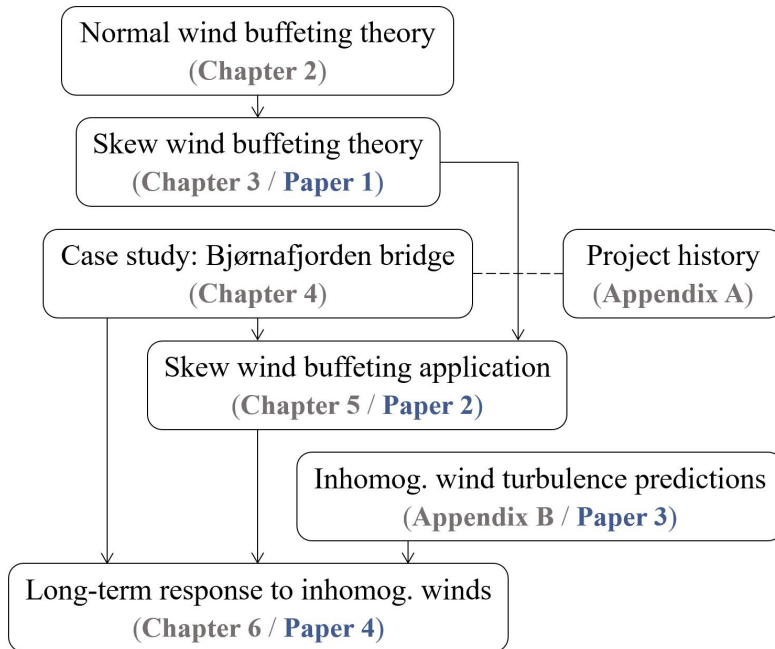 Normal wind buffeting theory
(Chapter 2)
Skew wind buffeting theory
(Chapter 3 / Paper 1)
Case study: Bjørnafjorden bridge
(Chapter 4)
Project history
(Appendix A)
Skew wind buffeting application
(Chapter 5 / Paper 2)
Inhomog. wind turbulence predictions
(Appendix B / Paper 3)
Long-term response to inhomog. winds
(Chapter 6 / Paper 4)